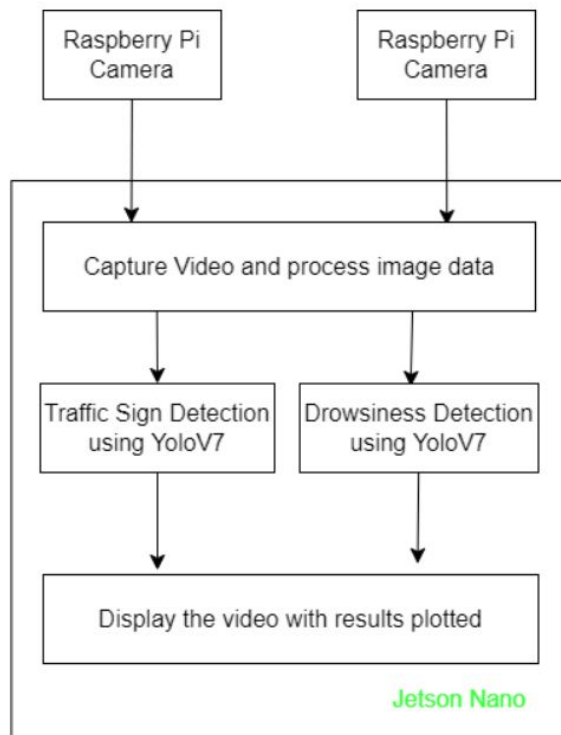 Raspberry Pi
Camera
Raspberry Pi
Camera
Capture Video and process image data
Traffic Sign Detection
using YoloV7
Drowsiness Detection
using YoloV7
Display the video with results plotted
Jetson Nano